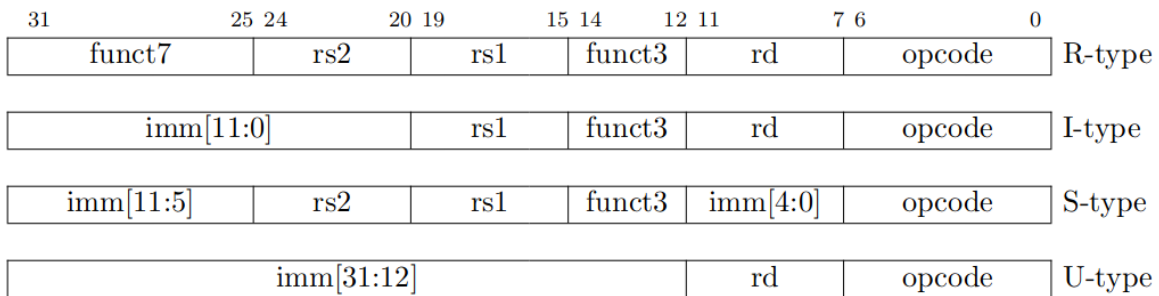 31 25 24 20 19 15 14 12 11 7 6 0
funct7 rs2 rs1 funct3 rd opcode R-type
imm[11:0] rs1 funct3 rd opcode I-type
imm[11:5] rs2 rs1 funct3 imm[4:0] opcode S-type
imm[31:12] rd opcode U-type